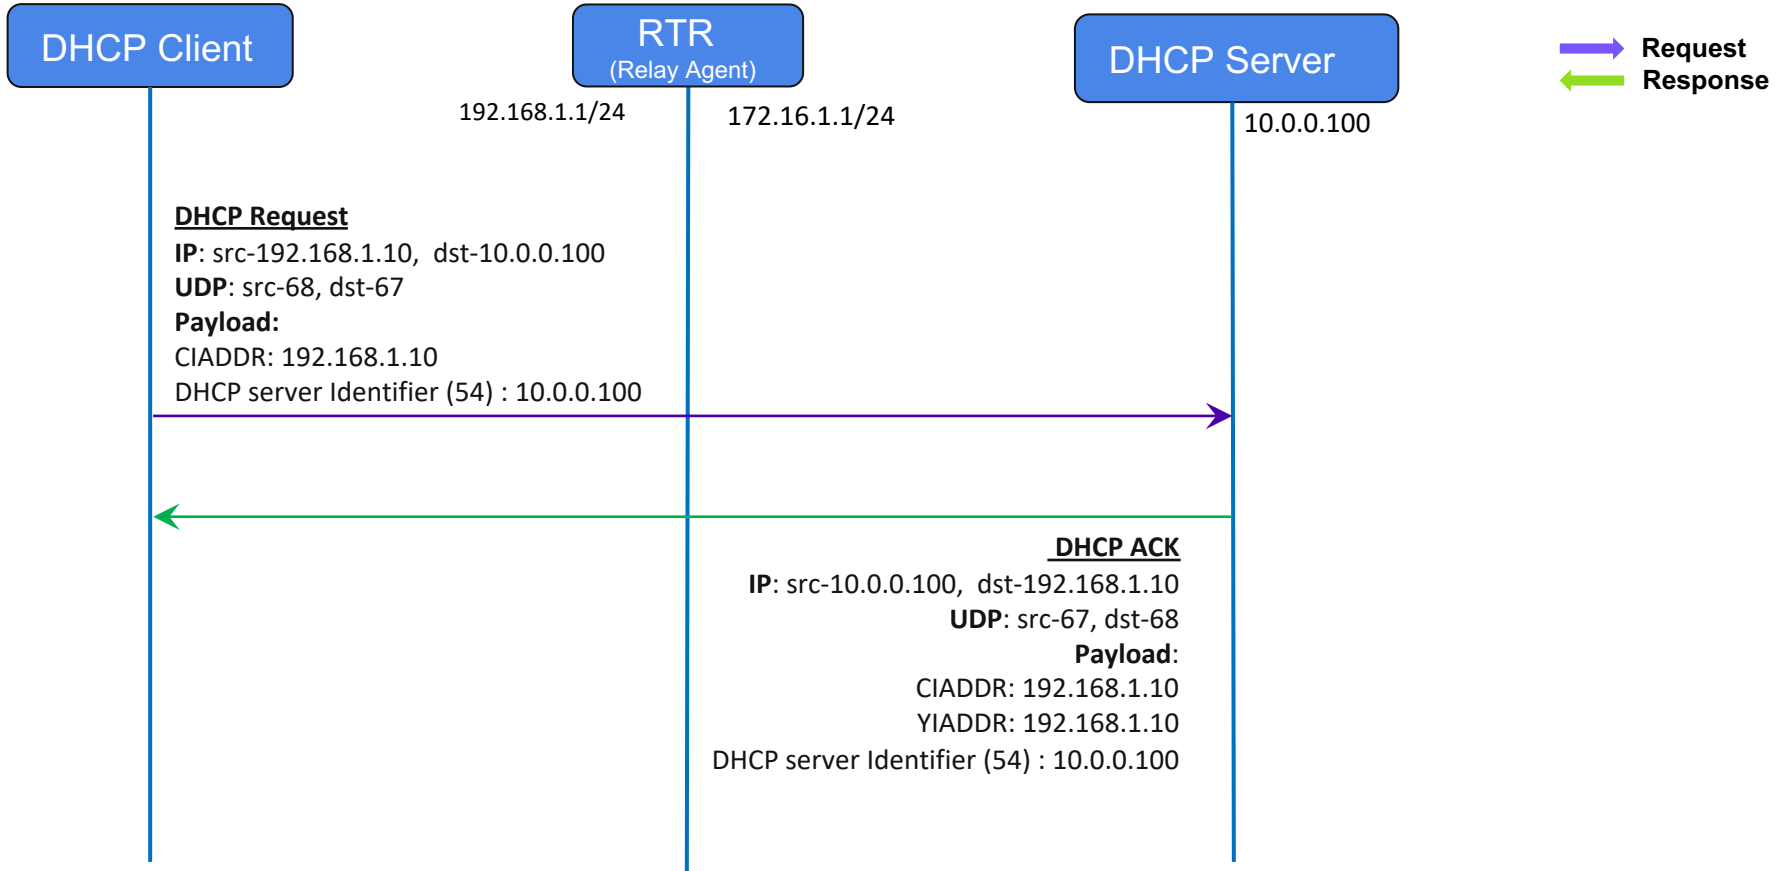 DHCP Client
RTR
(Relay Agent)
DHCP Server
Request
Response
192.168.1.1/24
172.16.1.1/24
10.0.0.100
DHCP Request
IP: src-192.168.1.10, dst-10.0.0.100
UDP: src-68, dst-67
Payload:
CIADDR: 192.168.1.10
DHCP server Identifier (54) : 10.0.0.100
DHCP ACK
IP: src-10.0.0.100, dst-192.168.1.10
UDP: src-67, dst-68
Payload:
CIADDR: 192.168.1.10
YIADDR: 192.168.1.10
DHCP server Identifier (54) : 10.0.0.100